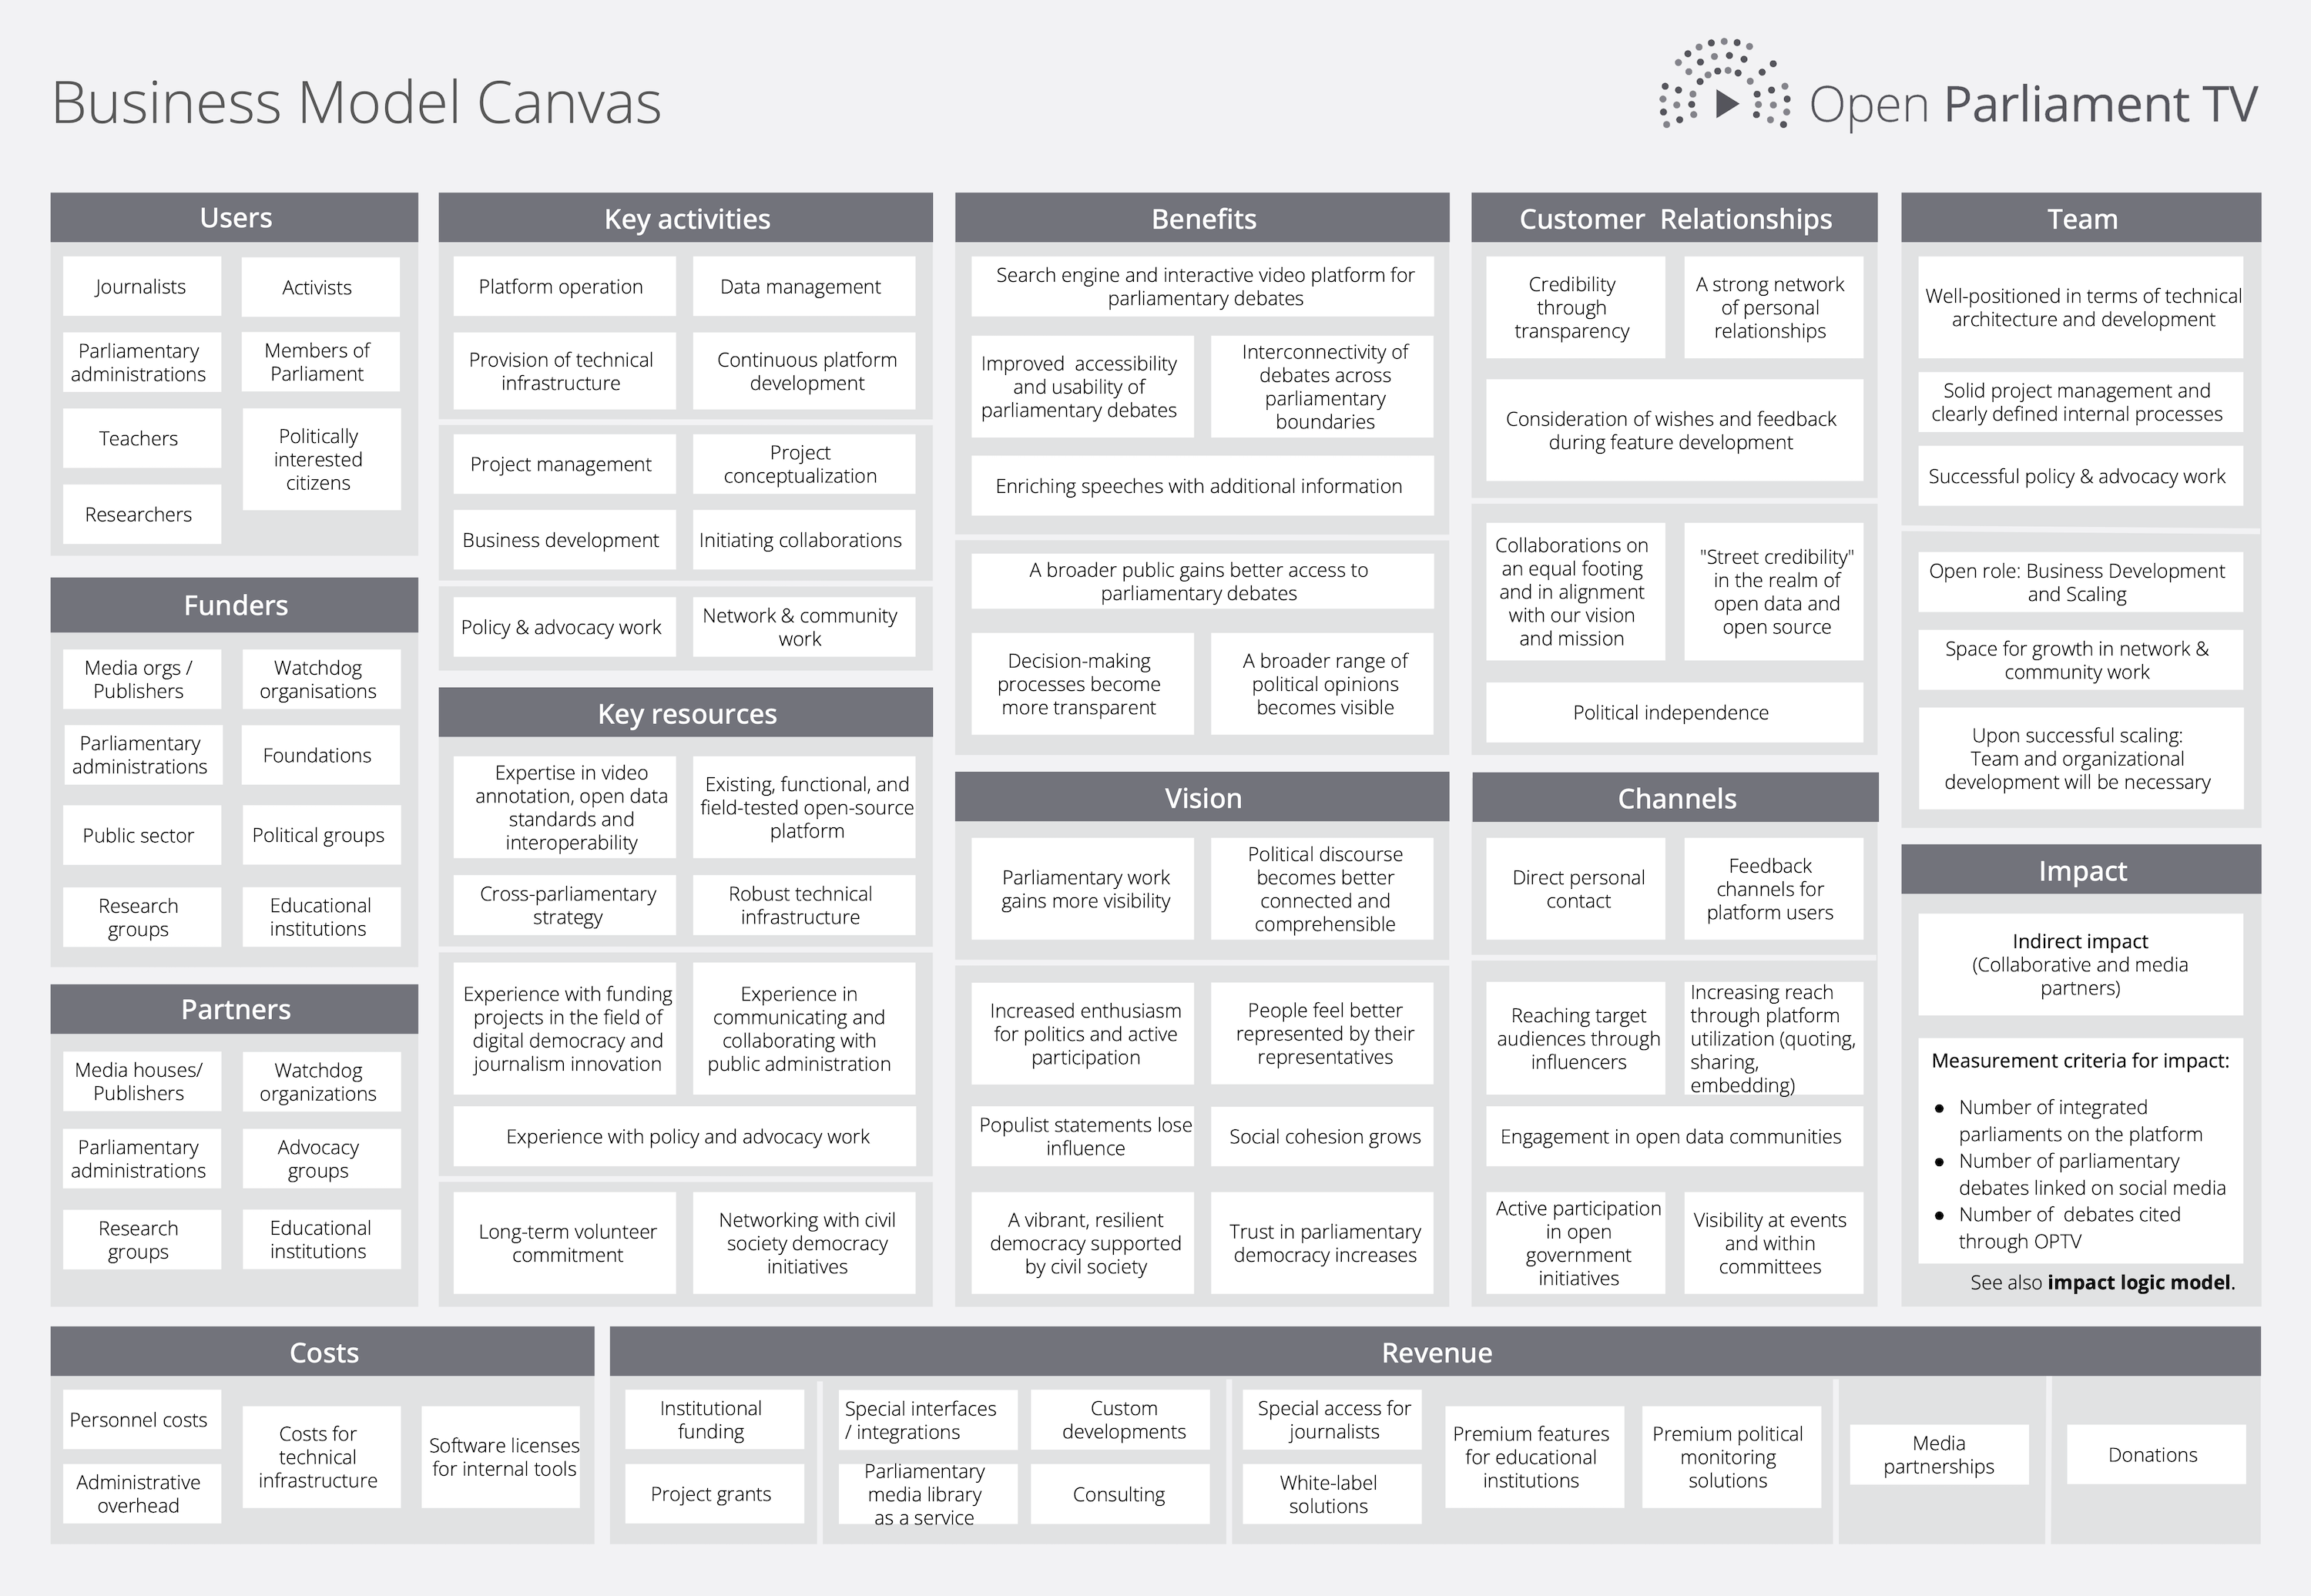 Business Model Canvas
Open Parliament TV
Users
Journalists
Activists
Parliamentary
administrations
Members of
Parliament
Teachers
Politically
interested
citizens
Researchers
Funders
Media orgs /
Publishers
Watchdog
organisations
Parliamentary
administrations
Foundations
Public sector
Political groups
Research
groups
Educational
institutions
Partners
Media houses/
Publishers
Watchdog
organizations
Parliamentary
administrations
Advocacy
groups
Research
groups
Educational
institutions
Key activities
Platform operation
Data management
Provision of technical
infrastructure
Continuous platform
development
Project management
Project
conceptualization
Business development
Initiating collaborations
Policy & advocacy work
Network & community
work
Key resources
Expertise in video
annotation, open data
standards and
interoperability
Existing, functional, and
field-tested open-source
platform
Cross-parliamentary
strategy
Robust technical
infrastructure
Experience with funding
projects in the field of
digital democracy and
journalism innovation
Experience in
communicating and
collaborating with
public administration
Experience with policy and advocacy work
Long-term volunteer
commitment
Networking with civil
society democracy
initiatives
Benefits
Search engine and interactive video platform for
parliamentary debates
Improved  accessibility
and usability of
parliamentary debates
Interconnectivity of
debates across
parliamentary
boundaries
Enriching speeches with additional information
A broader public gains better access to
parliamentary debates
Decision-making
processes become
more transparent
A broader range of
political opinions
becomes visible
Vision
Parliamentary work
gains more visibility
Political discourse
becomes better
connected and
comprehensible
Increased enthusiasm
for politics and active
participation
People feel better
represented by their
representatives
Populist statements lose
influence
Social cohesion grows
A vibrant, resilient
democracy supported
by civil society
Trust in parliamentary
democracy increases
Customer  Relationships
Credibility
through
transparency
A strong network
of personal
relationships
Consideration of wishes and feedback
during feature development
Collaborations on
an equal footing
and in alignment
with our vision
and mission
"Street credibility"
in the realm of
open data and
open source
Political independence
Channels
Direct personal
contact
Feedback
channels for
platform users
Reaching target
audiences through
influencers
Increasing reach
through platform
utilization (quoting,
sharing,
embedding)
Engagement in open data communities
Active participation
in open
government
initiatives
Visibility at events
and within
committees
Team
Well-positioned in terms of technical
architecture and development
Solid project management and
clearly defined internal processes
Successful policy & advocacy work
Open role: Business Development
and Scaling
Space for growth in network &
community work
Upon successful scaling:
Team and organizational
development will be necessary
Impact
Indirect impact
(Collaborative and media
partners)
Measurement criteria for impact:
● Number of integrated
parliaments on the platform
● Number of parliamentary
debates linked on social media
● Number of  debates cited
through OPTV
See also impact logic model.
Costs
Personnel costs
Administrative
overhead
Costs for
technical
infrastructure
Software licenses
for internal tools
Revenue
Institutional
funding
Project grants
Special interfaces
/ integrations
Custom
developments
Parliamentary
media library
as a service
Consulting
Special access for
journalists
White-label
solutions
Premium features
for educational
institutions
Premium political
monitoring
solutions
Media
partnerships
Donations